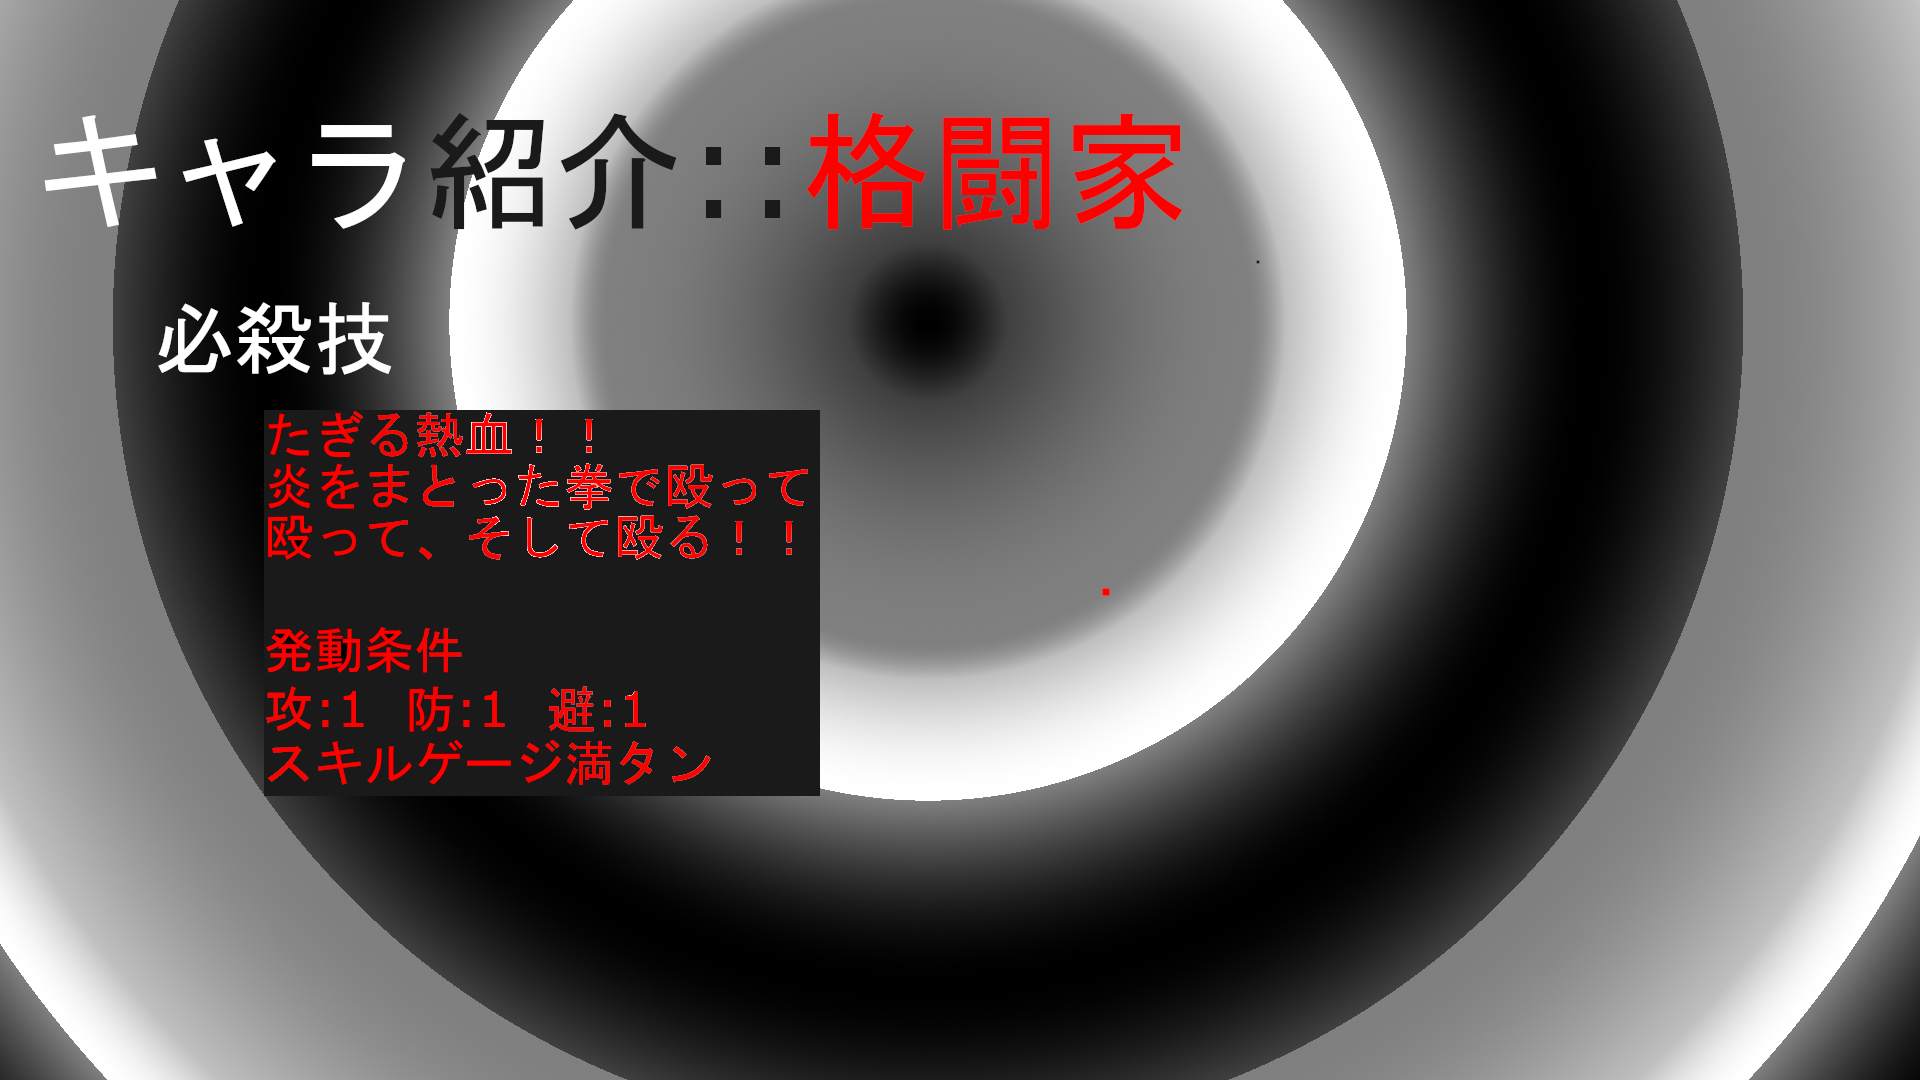 キャラ紹介::格闘家
必殺技
たぎる熱血！！
炎をまとった拳で殴って
殴って、そして殴る！！
発動条件
攻:1　防:1　避:1
スキルゲージ満タン